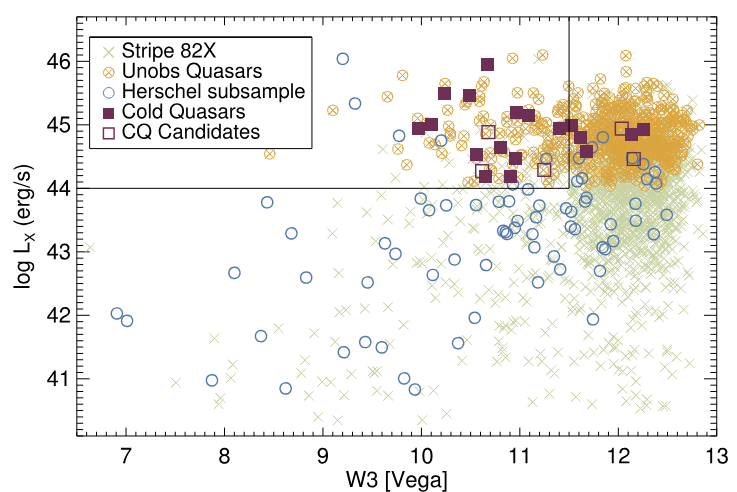 Stripe 82X
Unobs Quasars
Herschel subsample
Cold Quasars
CQ Candidates
46
45
44
43
42
41
log Lx (erg/s)
7 8 9 10 11 12 13
W3 [Vega]